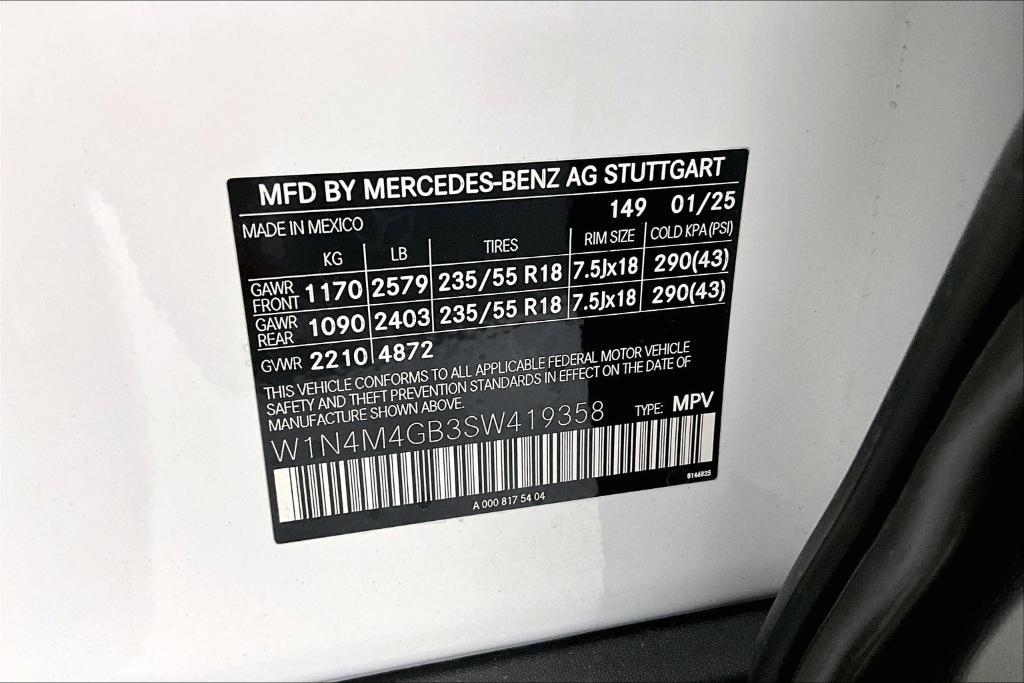 MFD BY MERCEDES-BENZ AG STUTTGART
MADE IN MEXICO 149 01/25
KG LB TIRES RIM SIZE COLD KPA (PSI)
GAWR FRONT 1170 2579 235/55 R18 7.5Jx18 290(43)
GAWR REAR 1090 2403 235/55 R18 7.5Jx18 290(43)
GVWR 2210 4872
THIS VEHICLE CONFORMS TO ALL APPLICABLE FEDERAL MOTOR VEHICLE
SAFETY AND THEFT PREVENTION STANDARDS IN EFFECT ON THE DATE OF
MANUFACTURE SHOWN ABOVE.
W1N4M4GB3SW419358 TYPE: MPV
8146825
A 000 817 54 04